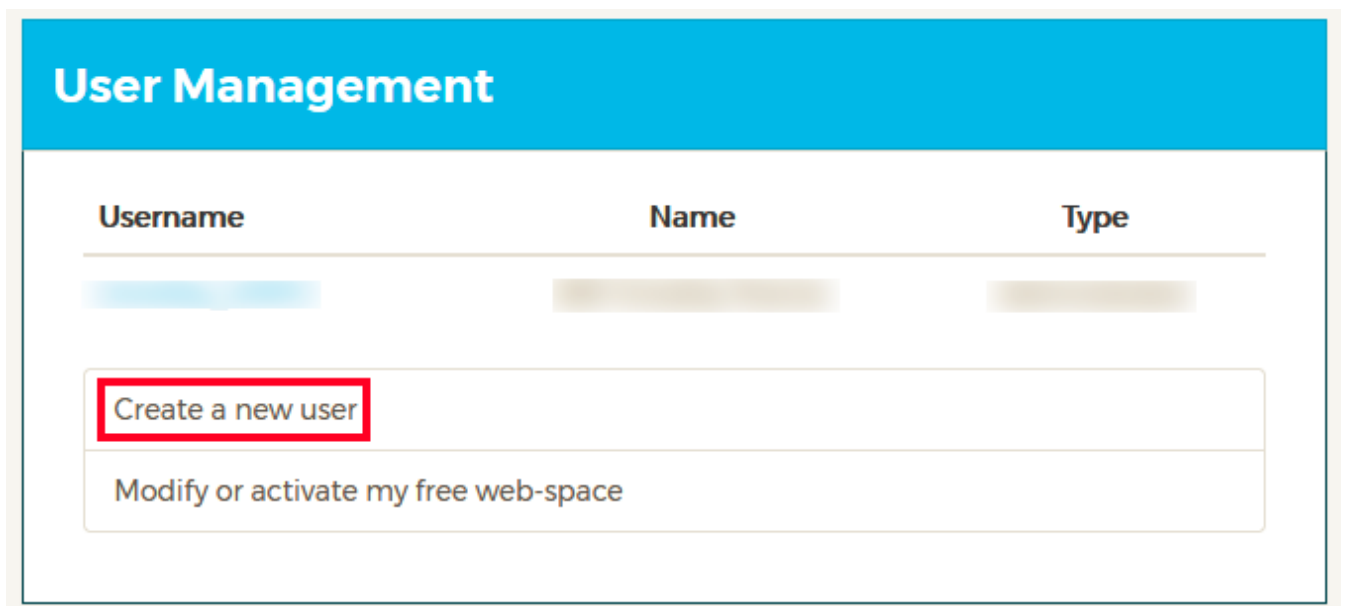 User Management
Username Name Type
Create a new user
Modify or activate my free web-space